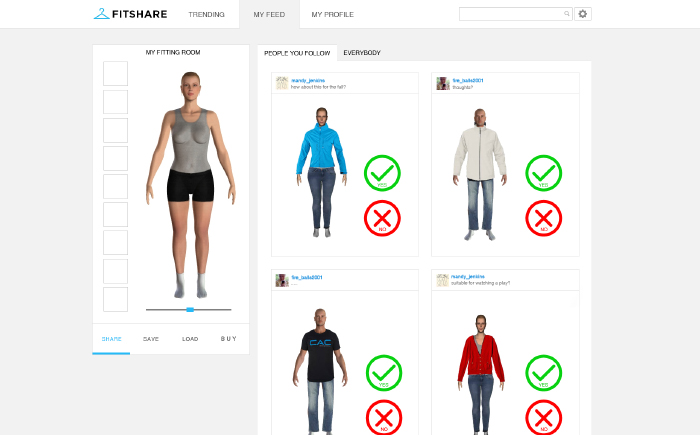 FITSHARE
TRENDING
MY FEED
MY PROFILE
MY FITTING ROOM
SHARE
SAVE
LOAD
BUY
PEOPLE YOU FOLLOW
EVERYBODY
mandy_jenkins
how about this for the fall?
YES
NO
fire_balls2001
thoughts?
YES
NO
fire_balls2001
....
CAC
YES
NO
mandy_jenkins
suitable for watching a play?
YES
NO